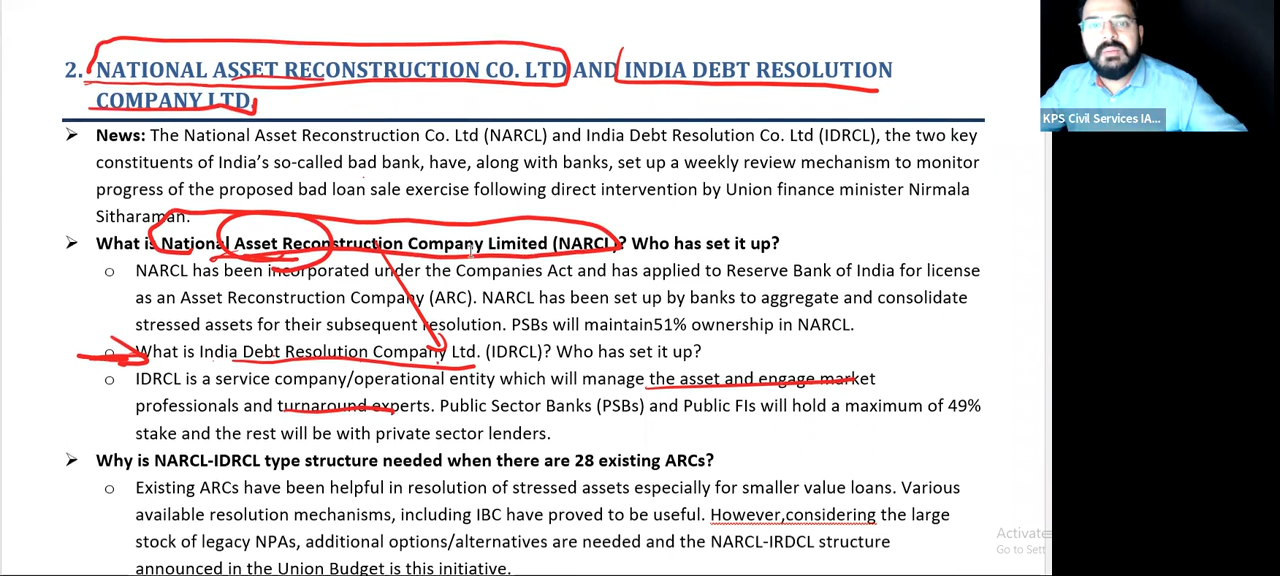 2. NATIONAL ASSET RECONSTRUCTION CO. LTD AND INDIA DEBT RESOLUTION
COMPANY LTD.
➢ News: The National Asset Reconstruction Co. Ltd (NARCL) and India Debt Resolution Co. Ltd (IDRCL), the two key
constituents of India's so-called bad bank, have, along with banks, set up a weekly review mechanism to monitor
progress of the proposed bad loan sale exercise following direct intervention by Union finance minister Nirmala
Sitharaman.
➢ What is National Asset Reconstruction Company Limited (NARCL)? Who has set it up?
o NARCL has been incorporated under the Companies Act and has applied to Reserve Bank of India for license
as an Asset Reconstruction Company (ARC). NARCL has been set up by banks to aggregate and consolidate
stressed assets for their subsequent resolution. PSBs will maintain51% ownership in NARCL.
o What is India Debt Resolution Company Ltd. (IDRCL)? Who has set it up?
o IDRCL is a service company/operational entity which will manage the asset and engage market
professionals and turnaround experts. Public Sector Banks (PSBs) and Public FIs will hold a maximum of 49%
stake and the rest will be with private sector lenders.
➢ Why is NARCL-IDRCL type structure needed when there are 28 existing ARCs?
o Existing ARCs have been helpful in resolution of stressed assets especially for smaller value loans. Various
available resolution mechanisms, including IBC have proved to be useful. However,considering the large
stock of legacy NPAs, additional options/alternatives are needed and the NARCL-IRDCL structure
announced in the Union Budget is this initiative.
KPS Civil Services IA...
Activate
Go to Sett